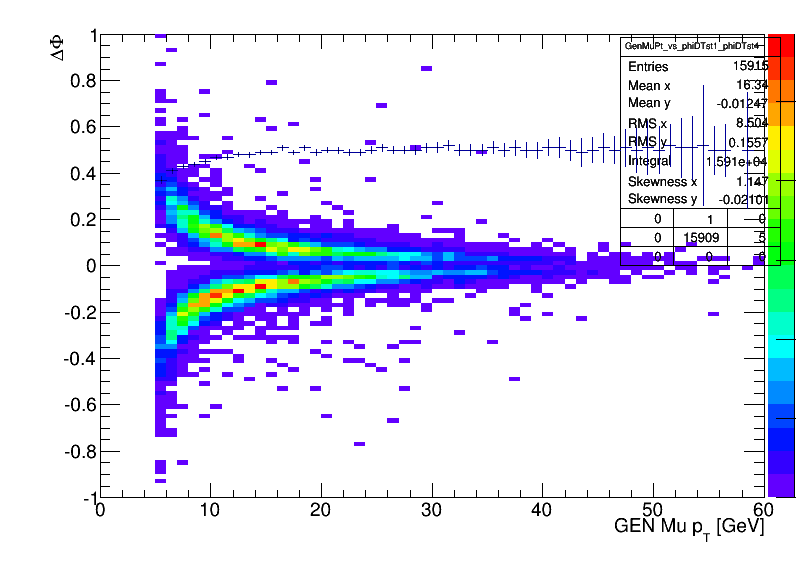 ΔΦ
1
0.8
0.6
0.4
0.2
0
-0.2
-0.4
-0.6
-0.8
-1
GenMuPt_vs_phiDTst1_phiDTst4
Entries 15915
Mean x 16.34
Mean y -0.01247
RMS x 8.504
RMS y 0.1557
Integral 1.591e+04
Skewness x 1.147
Skewness y -0.02101
0 1 0
0 15909 5
0 0 0
0 10 20 30 40 50 60
GEN Mu p_T [GeV]